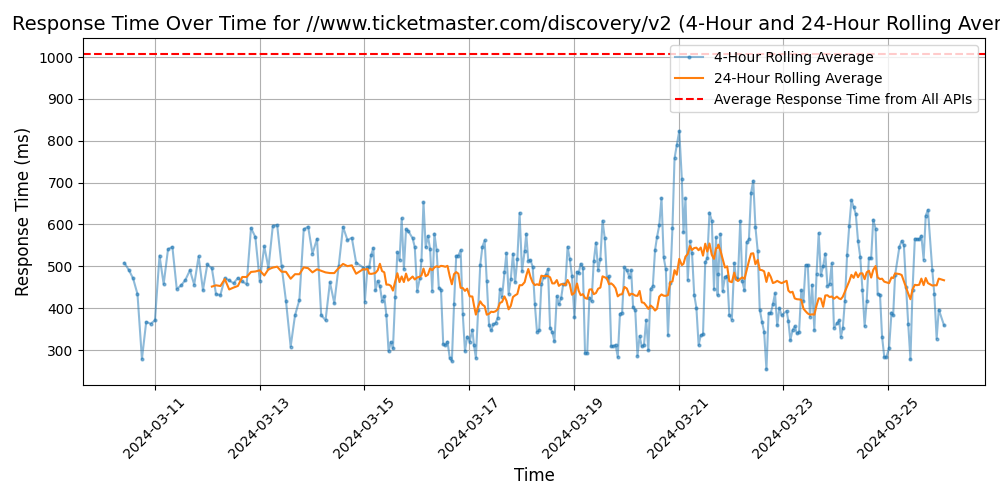 Response Time Over Time for //www.ticketmaster.com/discovery/v2 (4-Hour and 24-Hour Rolling Aver
4-Hour Rolling Average
24-Hour Rolling Average
Average Response Time from All APIs
Response Time (ms)
1000
900
800
700
600
500
400
300
2024-03-11
2024-03-13
2024-03-15
2024-03-17
2024-03-19
2024-03-21
2024-03-23
2024-03-25
Time